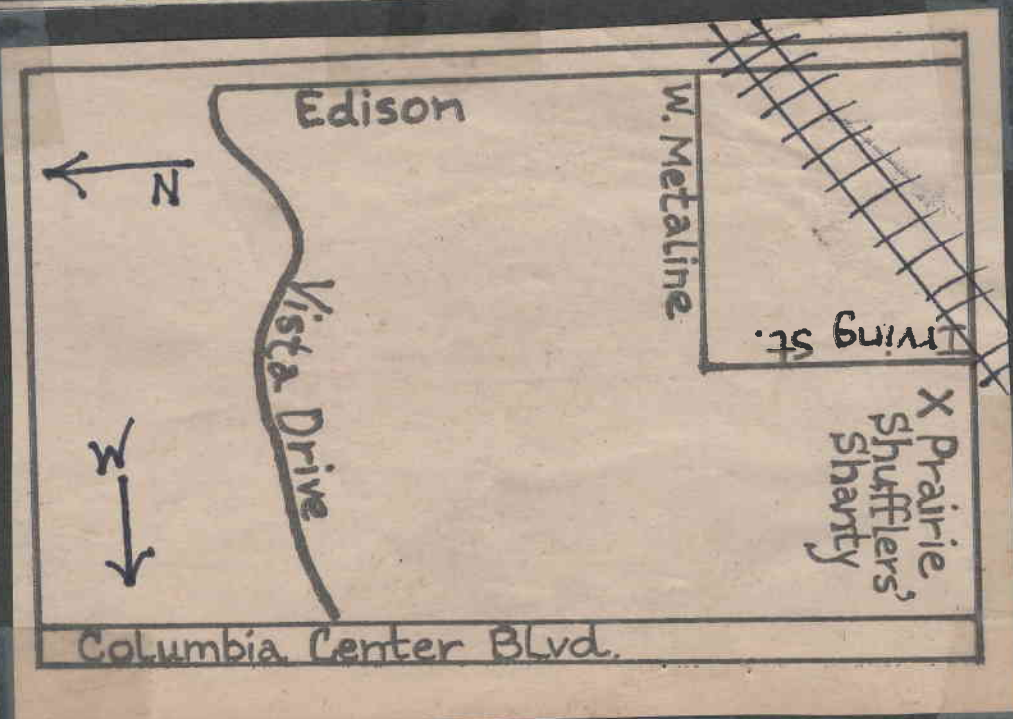 Edison
N
W. Metaline
Irving St.
Vista Drive
W
X Prairie
Shufflers'
Shanty
Columbia Center Blvd.